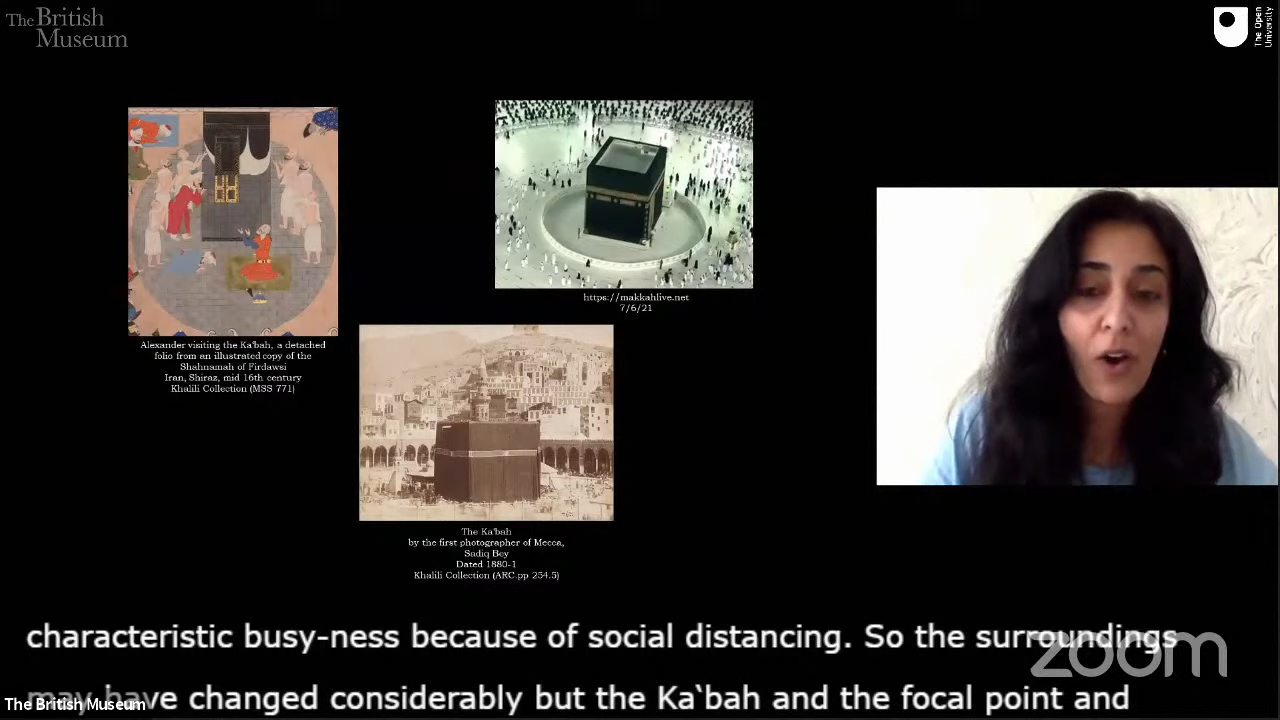 The British
Museum
The Open
University
Alexander visiting the Ka'bah, a detached
folio from an illustrated copy of the
Shahnamah of Firdawsi
Iran, Shiraz, mid 16th century
Khalili Collection (MSS 771)
https://makkahlive.net
7/6/21
The Ka'bah
by the first photographer of Mecca,
Sadiq Bey
Dated 1880-1
Khalili Collection (ARC.pp 254.5)
characteristic busy-ness because of social distancing. So the surroundings
zoom
may have changed considerably but the Ka`bah and the focal point and
The British Museum